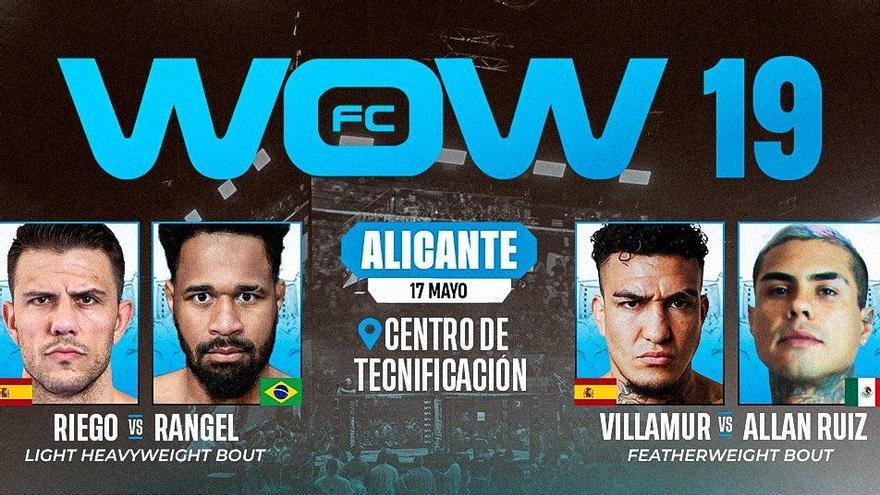 WOW 19
FC
ALICANTE
17 MAYO
CENTRO DE
TECNIFICACIÓN
RIEGO VS RANGEL
LIGHT HEAVYWEIGHT BOUT
VILLAMUR VS ALLAN RUIZ
FEATHERWEIGHT BOUT